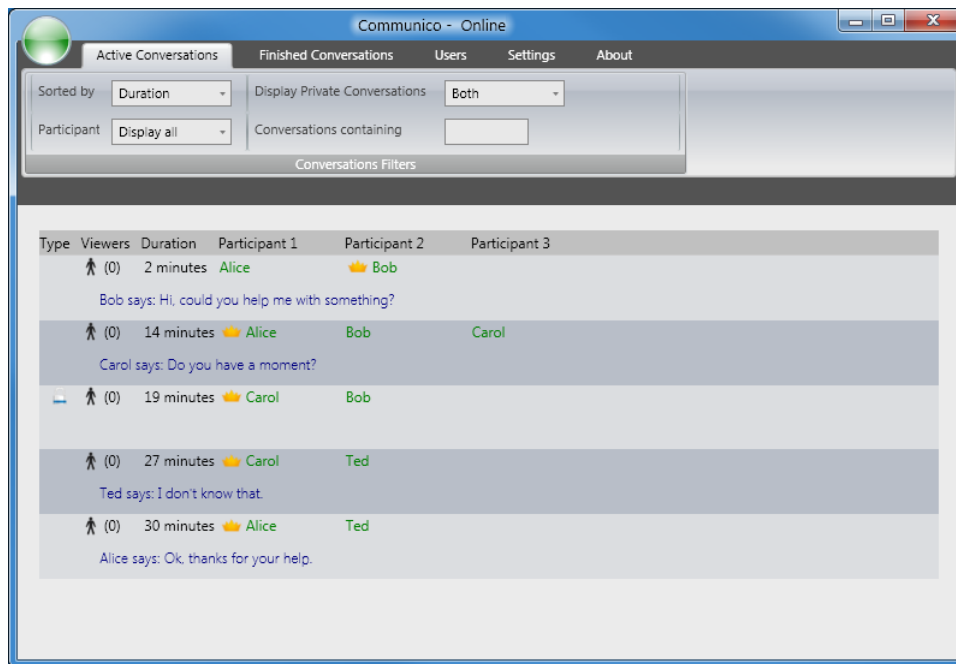 Communico - Online
Active Conversations Finished Conversations Users Settings About
Sorted by Duration Display Private Conversations Both
Participant Display all Conversations containing
Conversations Filters
Type Viewers Duration Participant 1 Participant 2 Participant 3
(0) 2 minutes Alice Bob
Bob says: Hi, could you help me with something?
(0) 14 minutes Alice Bob Carol
Carol says: Do you have a moment?
(0) 19 minutes Carol Bob
(0) 27 minutes Carol Ted
Ted says: I don't know that.
(0) 30 minutes Alice Ted
Alice says: Ok, thanks for your help.